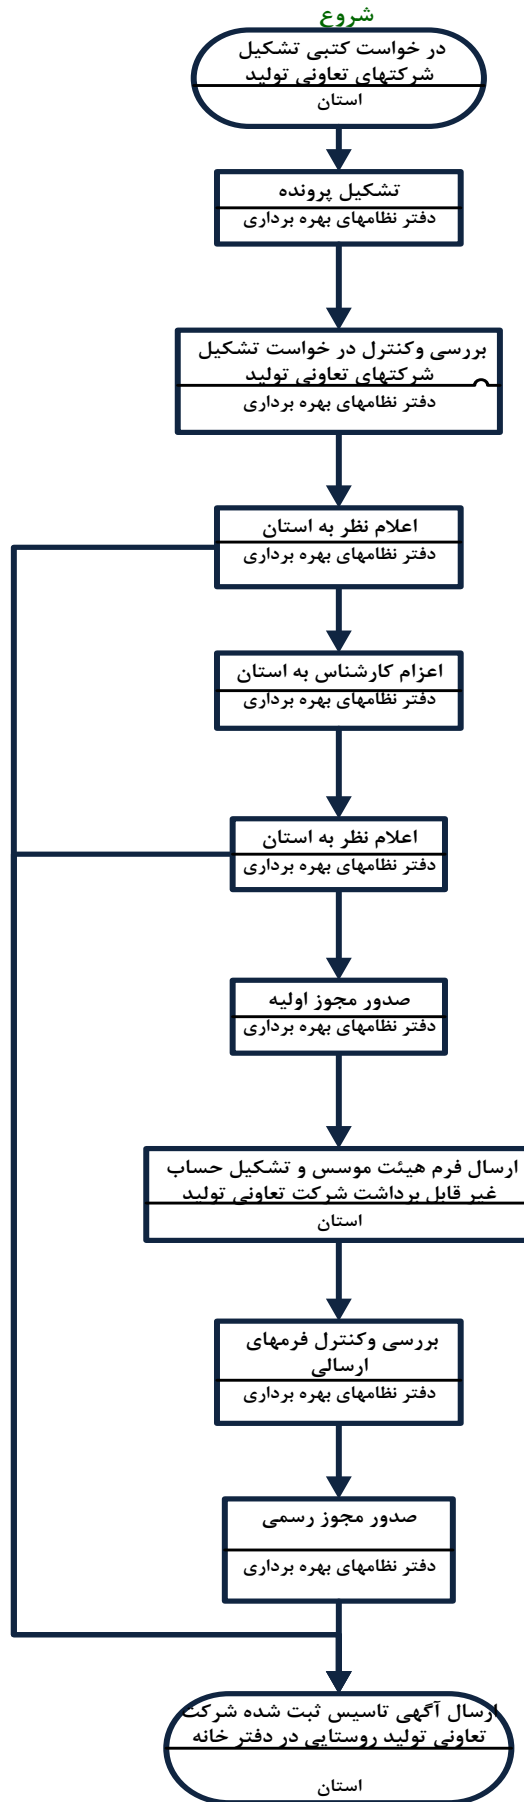 شروع
در خواست کتبی تشکیل
شرکتهای تعاونی تولید
استان
تشکیل پرونده
دفتر نظامهای بهره برداری
بررسی وکنترل در خواست تشکیل
شرکتهای تعاونی تولید
دفتر نظامهای بهره برداری
اعلام نظر به استان
دفتر نظامهای بهره برداری
اعزام کارشناس به استان
دفتر نظامهای بهره برداری
اعلام نظر به استان
دفتر نظامهای بهره برداری
صدور مجوز اولیه
دفتر نظامهای بهره برداری
ارسال فرم هیئت موسس و تشکیل حساب
غیر قابل برداشت شرکت تعاونی تولید
استان
بررسی وکنترل فرمهای
ارسالی
دفتر نظامهای بهره برداری
صدور مجوز رسمی
دفتر نظامهای بهره برداری
ارسال آگهی تاسیس ثبت شده شرکت
تعاونی تولید روستایی در دفتر خانه
استان